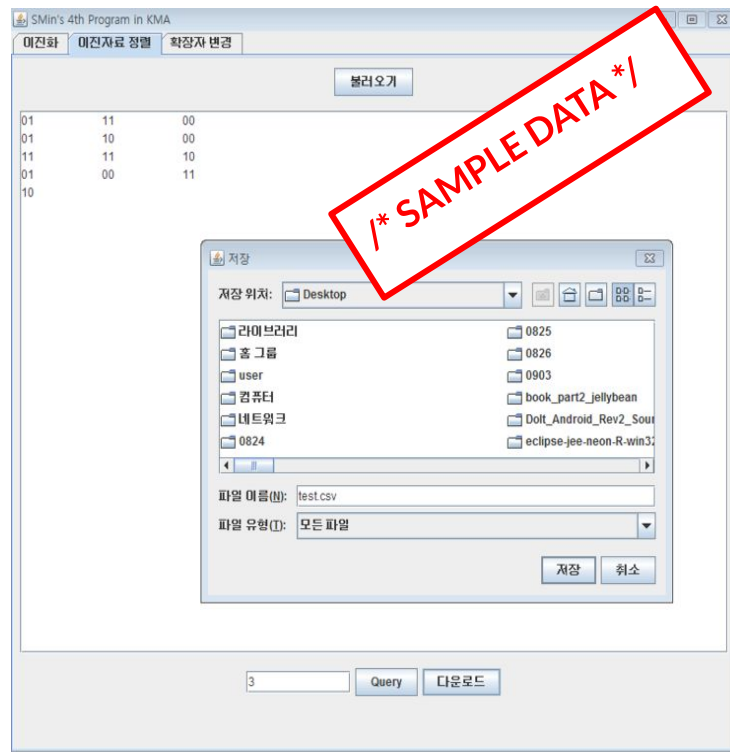 SMin's 4th Program in KMA
이진화 이진자료 정렬 확장자 변경
불러오기
/* SAMPLE DATA */
01 11 00
01 10 00
11 11 10
01 00 11
10
저장
저장 위치: Desktop
라이브러리 0825
홈 그룹 0826
user 0903
컴퓨터 book_part2_jellybean
네트워크 DoIt_Android_Rev2_Sour
0824 eclipse-jee-neon-R-win32
파일 이름(N): test.csv
파일 유형(T): 모든 파일
저장 취소
3 Query 다운로드